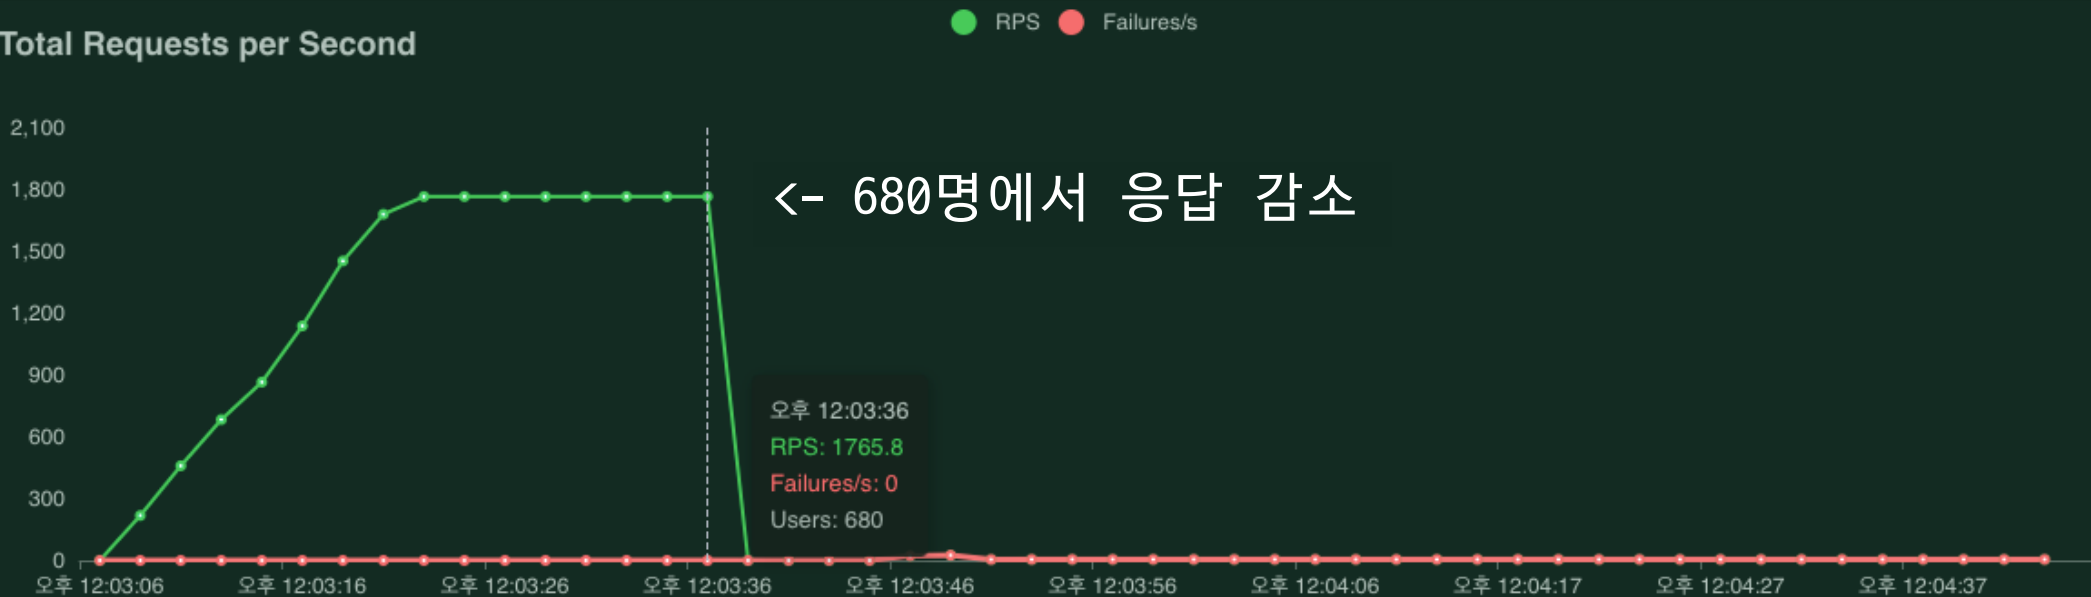 RPS Failures/s
Total Requests per Second
2,100
1,800
<- 680명에서 응답 감소
1,500
1,200
900
600
300
0
오후 12:03:36
RPS: 1765.8
Failures/s: 0
Users: 680
오후 12:03:06 오후 12:03:16 오후 12:03:26 오후 12:03:36 오후 12:03:46 오후 12:03:56 오후 12:04:06 오후 12:04:17 오후 12:04:27 오후 12:04:37